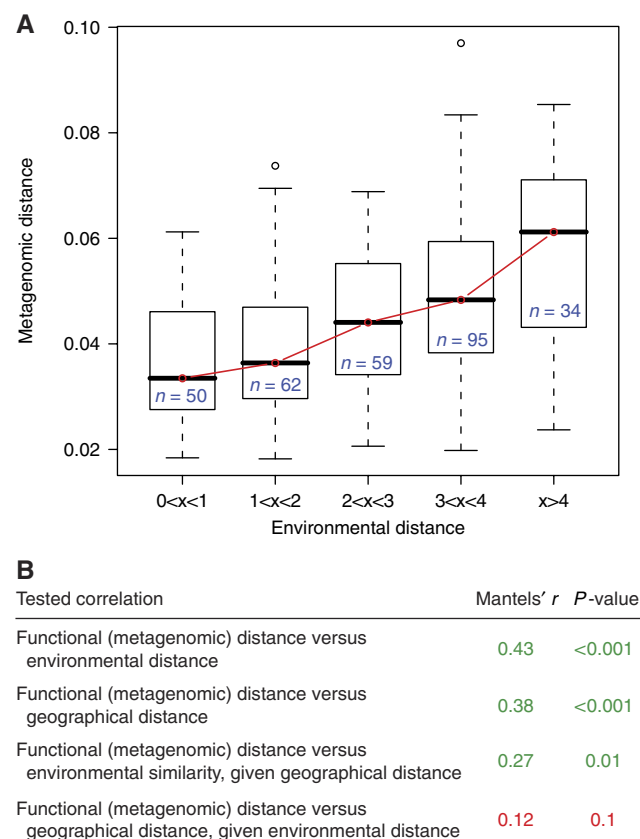 A
0.10
0.08
0.06
0.04
0.02
Metagenomic distance
n = 50
n = 62
n = 59
n = 95
n = 34
0<x<1 1<x<2 2<x<3 3<x<4 x>4
Environmental distance
B
Tested correlation Mantels′ r P-value
Functional (metagenomic) distance versus
environmental distance 0.43 <0.001
Functional (metagenomic) distance versus
geographical distance 0.38 <0.001
Functional (metagenomic) distance versus
environmental similarity, given geographical distance 0.27 0.01
Functional (metagenomic) distance versus
geographical distance, given environmental distance 0.12 0.1